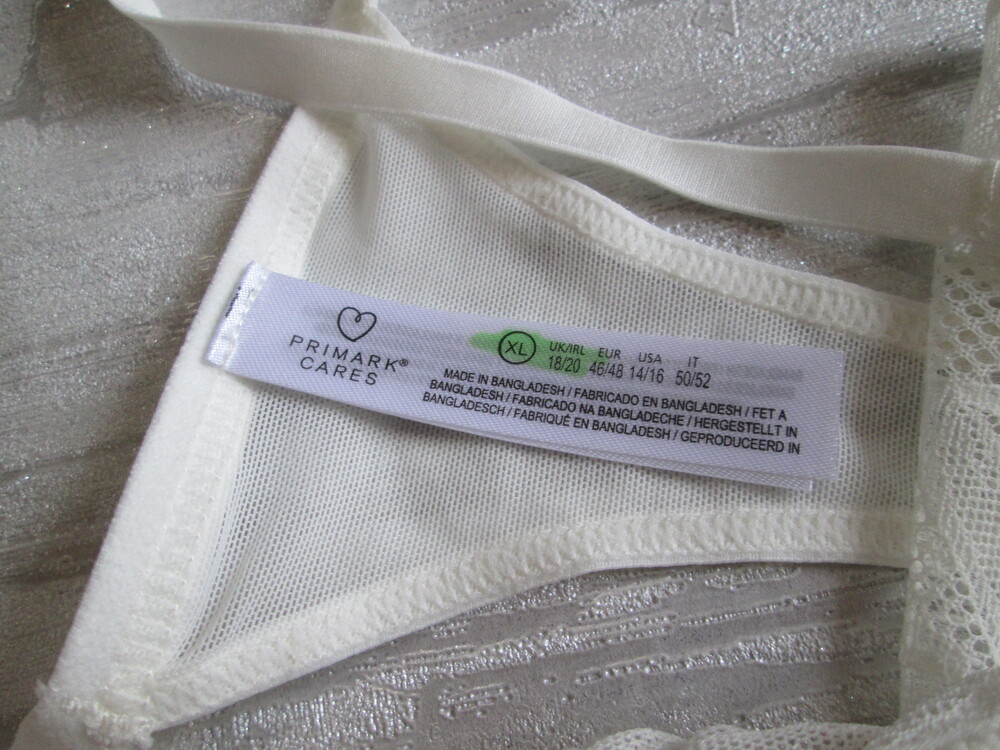 PRIMARK®
CARES
XL UK/IRL EUR USA IT
18/20 46/48 14/16 50/52
MADE IN BANGLADESH / FABRICADO EN BANGLADESH / FET A
BANGLADESH / FABRICADO NA BANGLADECHE / HERGESTELLT IN
BANGLADESCH / FABRIQUÉ EN BANGLADESH / GEPRODUCEERD IN